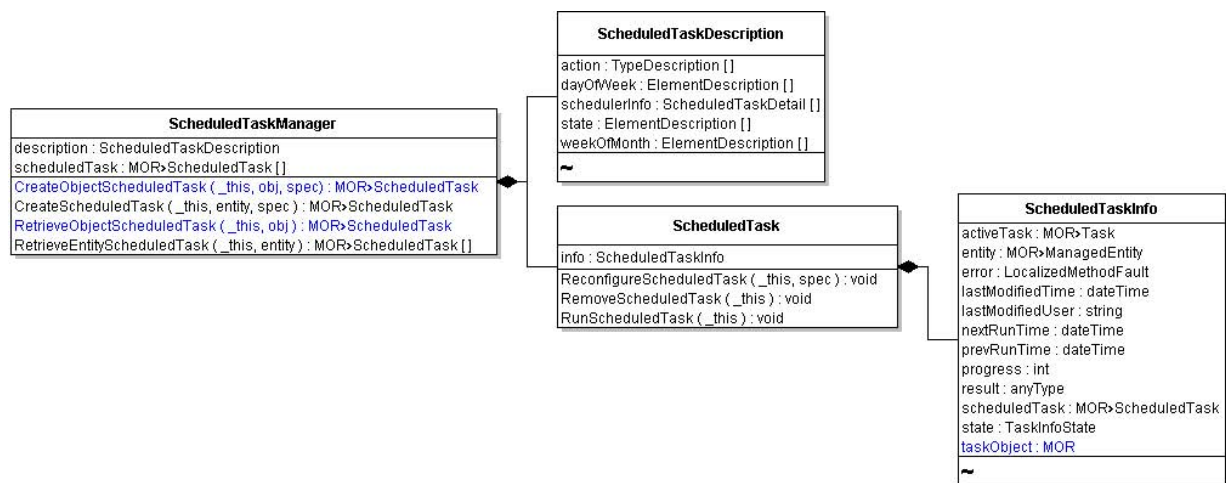 ScheduledTaskDescription
action : TypeDescription [ ]
dayOfWeek : ElementDescription [ ]
schedulerInfo : ScheduledTaskDetail [ ]
state : ElementDescription [ ]
weekOfMonth : ElementDescription [ ]
~
ScheduledTaskManager
description : ScheduledTaskDescription
scheduledTask : MOR>ScheduledTask [ ]
CreateObjectScheduledTask ( _this, obj, spec) : MOR>ScheduledTask
CreateScheduledTask ( _this, entity, spec ) : MOR>ScheduledTask
RetrieveObjectScheduledTask ( _this, obj ) : MOR>ScheduledTask
RetrieveEntityScheduledTask ( _this, entity ) : MOR>ScheduledTask [ ]
ScheduledTask
info : ScheduledTaskInfo
ReconfigureScheduledTask ( _this, spec ) : void
RemoveScheduledTask ( _this ) : void
RunScheduledTask ( _this ) : void
ScheduledTaskInfo
activeTask : MOR>Task
entity : MOR>ManagedEntity
error : LocalizedMethodFault
lastModifiedTime : dateTime
lastModifiedUser : string
nextRunTime : dateTime
prevRunTime : dateTime
progress : int
result : anyType
scheduledTask : MOR>ScheduledTask
state : TaskInfoState
taskObject : MOR
~